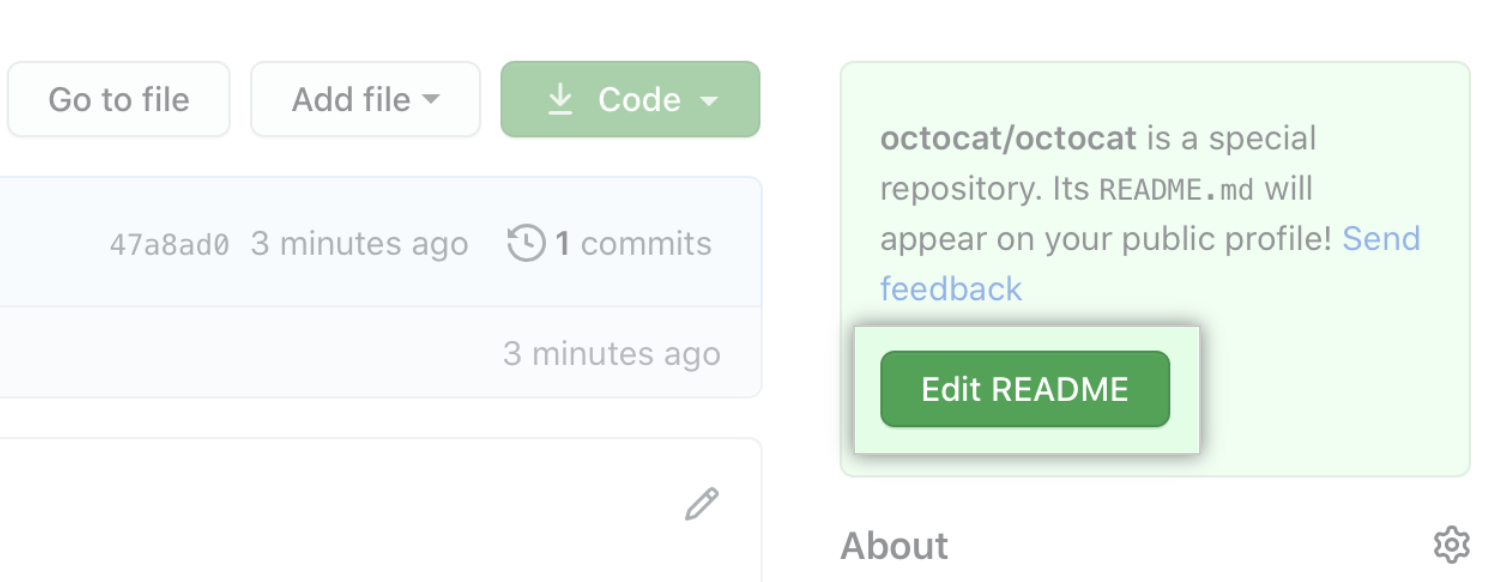 Go to file
Add file
Code
47a8ad0 3 minutes ago 1 commits
3 minutes ago
octocat/octocat is a special
repository. Its README.md will
appear on your public profile! Send
feedback
Edit README
About